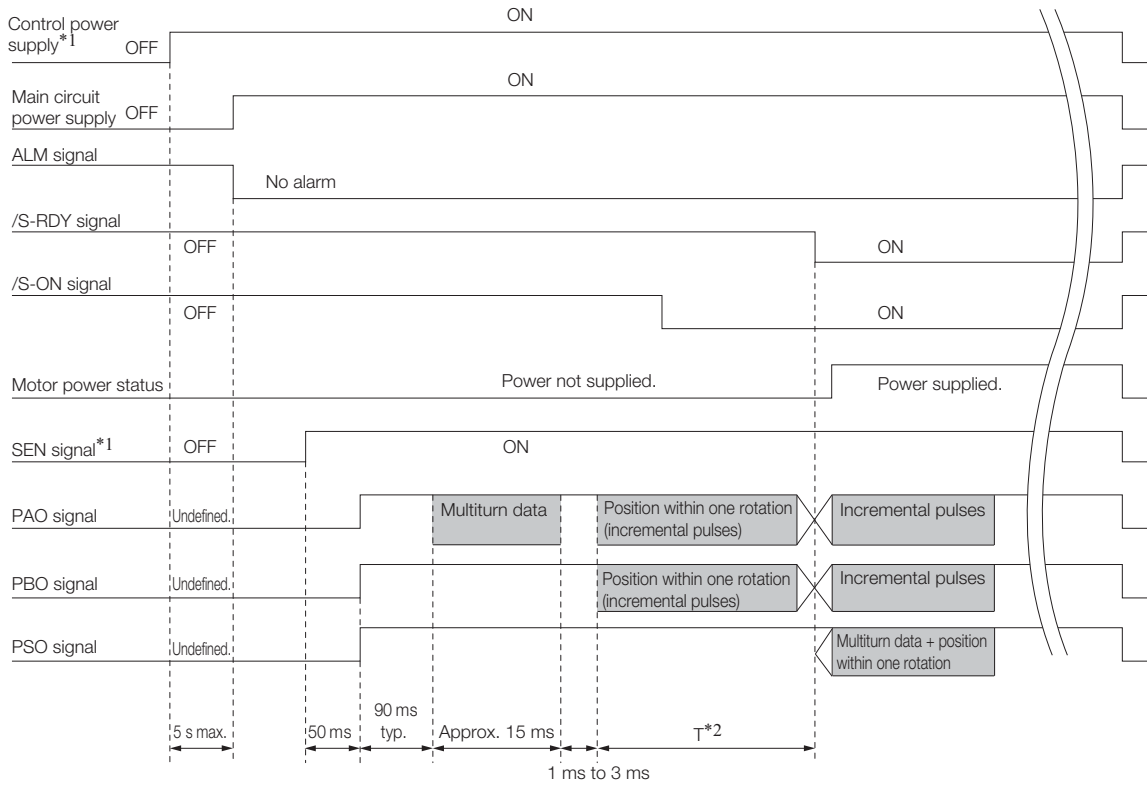 ON
Control power
supply*1 OFF
ON
Main circuit
power supply OFF
ALM signal
No alarm
/S-RDY signal
OFF ON
/S-ON signal
OFF ON
Motor power status Power not supplied. Power supplied.
SEN signal*1 OFF ON
PAO signal Undefined. Multiturn data Position within one rotation
(incremental pulses) Incremental pulses
PBO signal Undefined. Position within one rotation
(incremental pulses) Incremental pulses
PSO signal Undefined. Multiturn data + position
within one rotation
5 s max. 50 ms 90 ms
typ. Approx. 15 ms T*2
1 ms to 3 ms